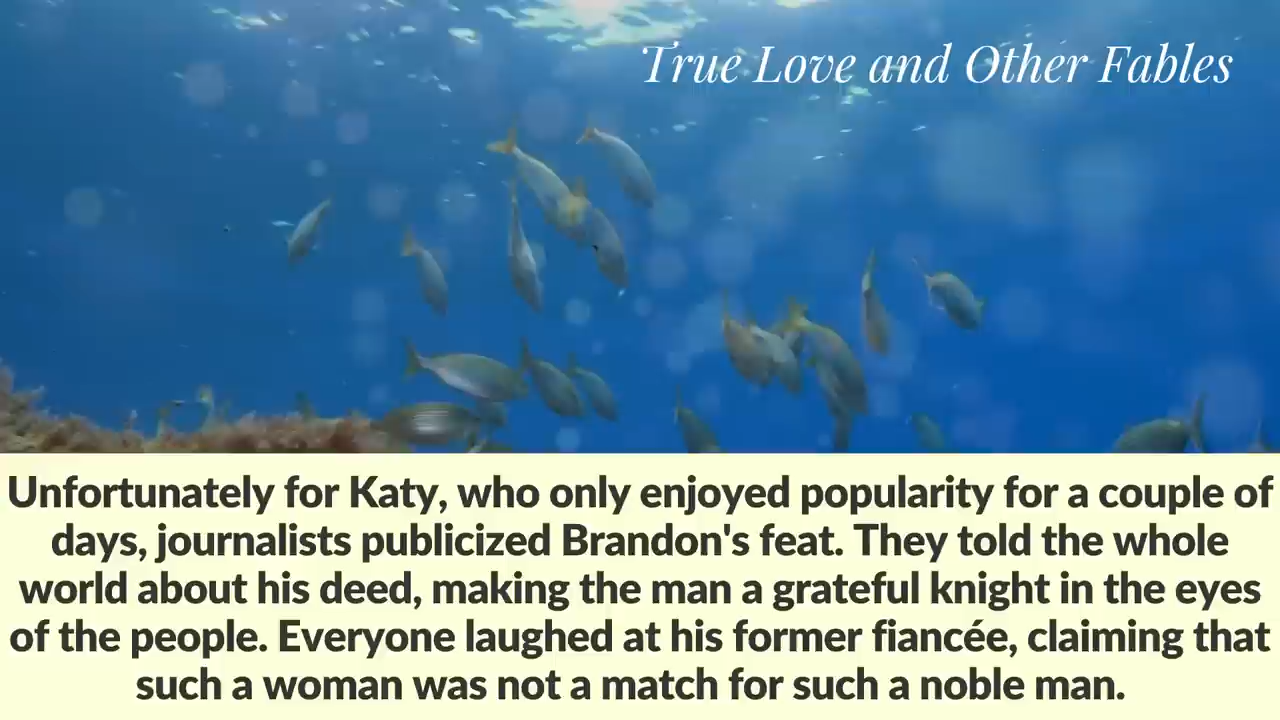 True Love and Other Fables
Unfortunately for Katy, who only enjoyed popularity for a couple of
days, journalists publicized Brandon's feat. They told the whole
world about his deed, making the man a grateful knight in the eyes
of the people. Everyone laughed at his former fiancée, claiming that
such a woman was not a match for such a noble man.